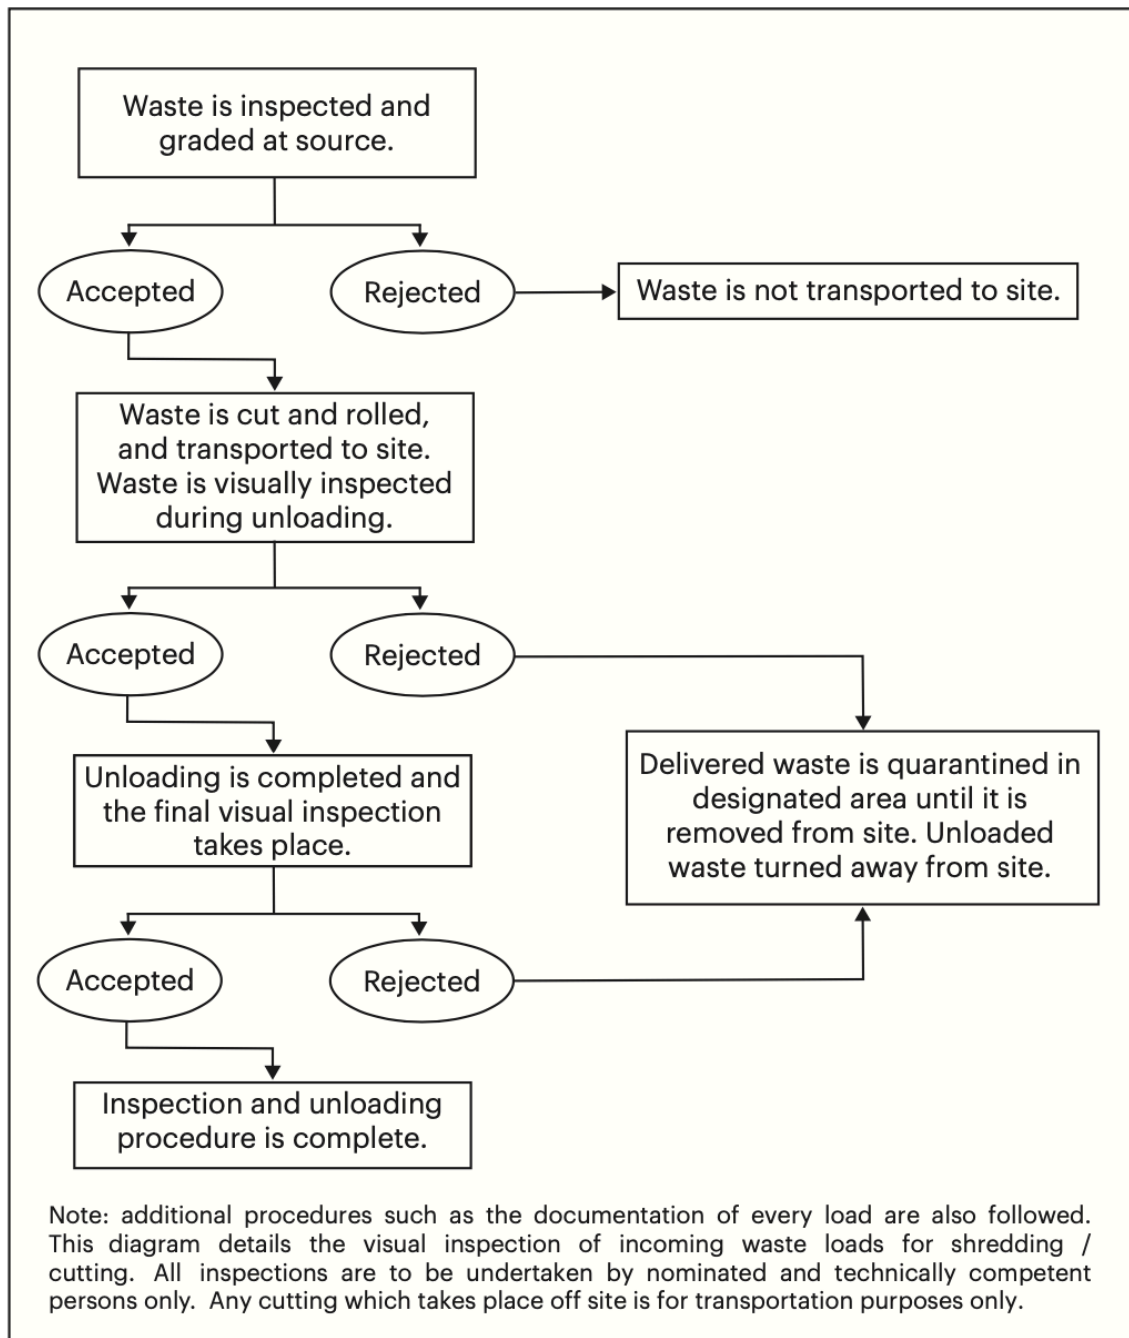 Waste is inspected and
graded at source.
Accepted
Rejected
Waste is not transported to site.
Waste is cut and rolled,
and transported to site.
Waste is visually inspected
during unloading.
Accepted
Rejected
Unloading is completed and
the final visual inspection
takes place.
Delivered waste is quarantined in
designated area until it is
removed from site. Unloaded
waste turned away from site.
Accepted
Rejected
Inspection and unloading
procedure is complete.
Note: additional procedures such as the documentation of every load are also followed.
This diagram details the visual inspection of incoming waste loads for shredding /
cutting. All inspections are to be undertaken by nominated and technically competent
persons only. Any cutting which takes place off site is for transportation purposes only.